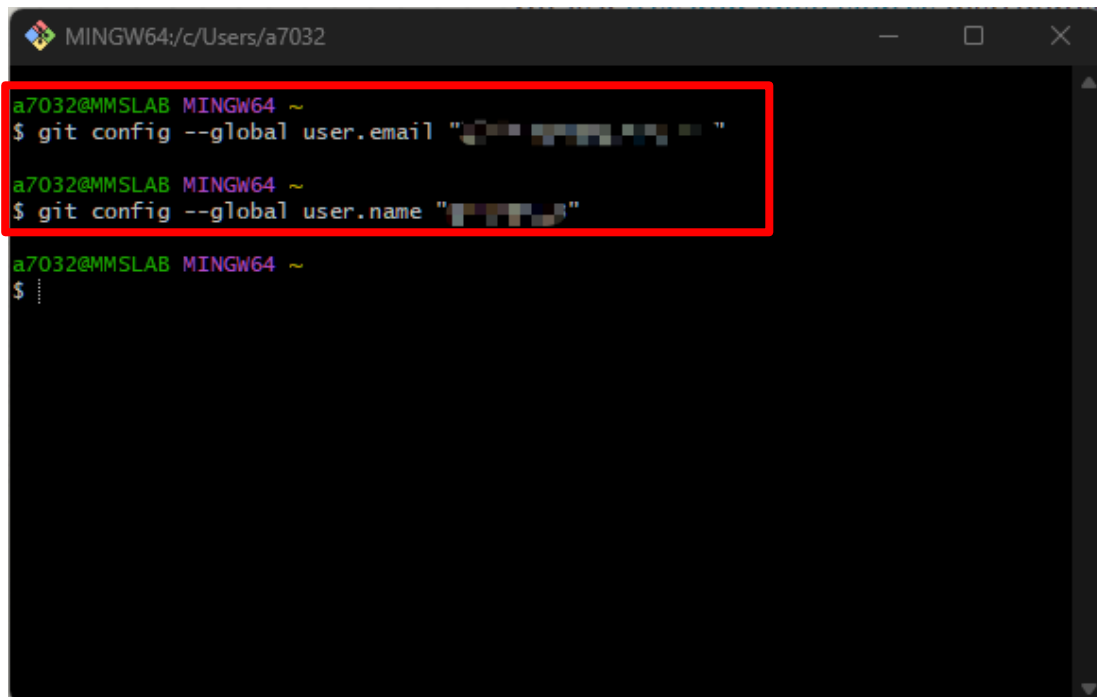 MINGW64:/c/Users/a7032
a7032@MMSLAB MINGW64 ~
$ git config --global user.email " "
a7032@MMSLAB MINGW64 ~
$ git config --global user.name " "
a7032@MMSLAB MINGW64 ~
$